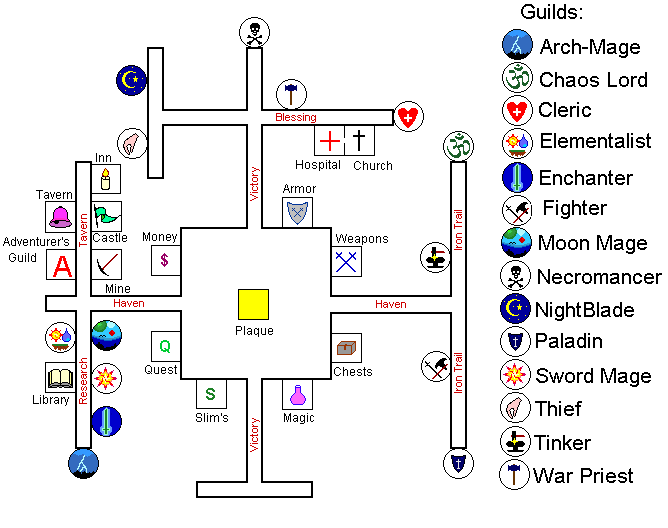 Guilds:
Arch-Mage
Chaos Lord
Cleric
Elementalist
Enchanter
Fighter
Moon Mage
Necromancer
NightBlade
Paladin
Sword Mage
Thief
Tinker
War Priest
Blessing
Hospital
Church
Inn
Victory
Armor
Tavern
Tavern
Castle
Iron Trail
Adventurer's
Guild
A
Money
$
Weapons
Mine
Haven
Haven
Plaque
Q
Quest
Chests
Library
Research
Iron Trail
S
Slim's
Magic
Victory